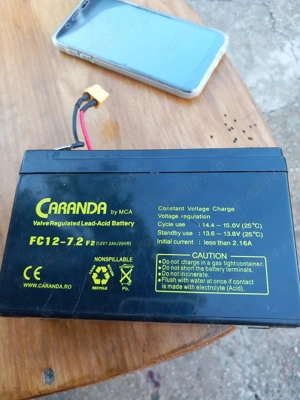 CARANDA by MCA
Valve Regulated Lead-Acid Battery
FC12-7.2 F2 (12V7.2AH/20HR)
Constant Voltage Charge
Voltage regulation
Cycle use : 14.4 - 15.0V (25°C)
Standby use : 13.6 - 13.8V (25°C)
Initial current : less than 2.16A
CAUTION
Do not charge in a gas tight container.
Do not short the battery terminals.
Do not incinerate.
Flush with water at once if contact
is made with electrolyte (Acid).
NONSPILLABLE
CE
CARANDA.RO
Pb